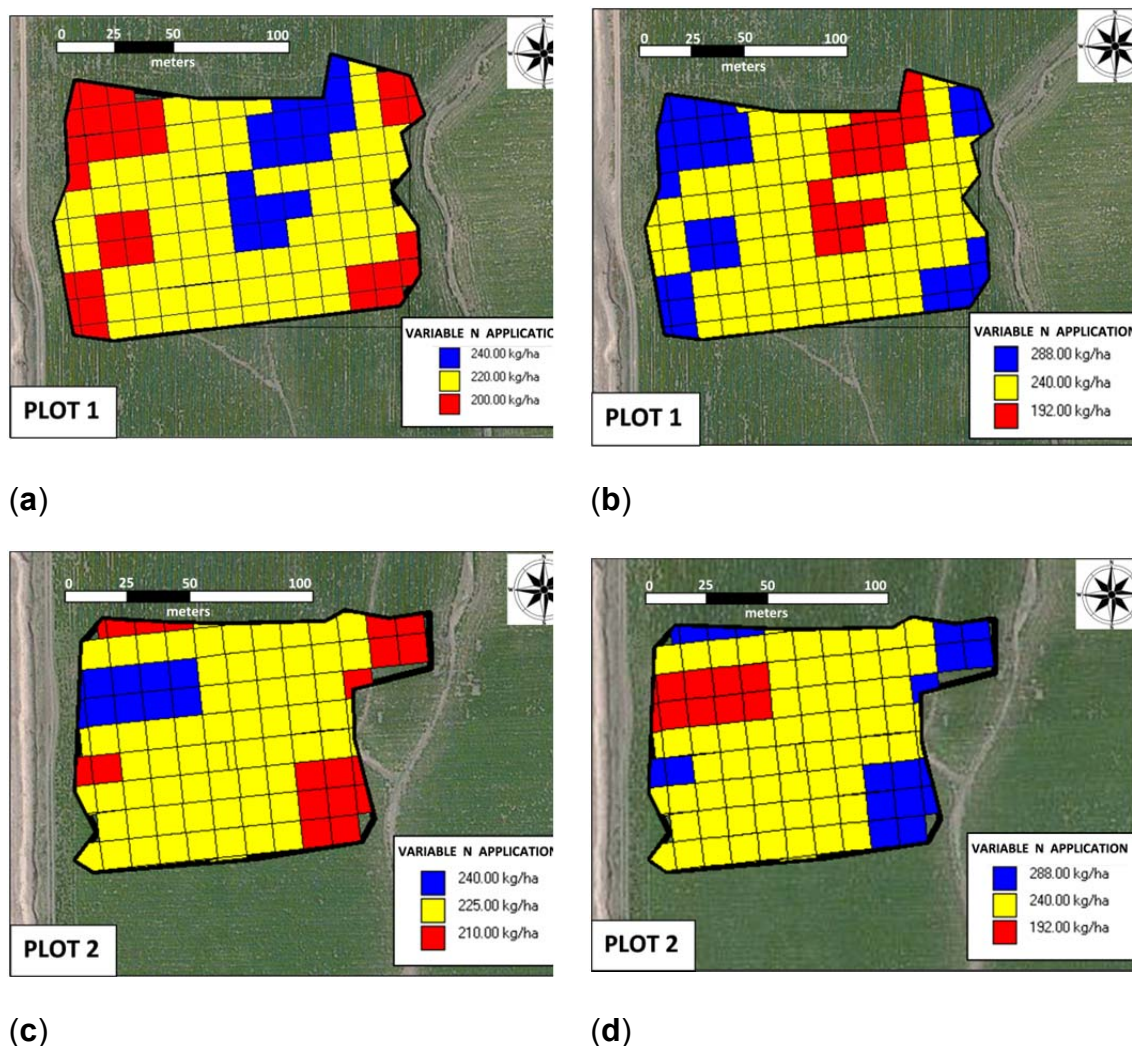 0 25 50 100
meters
VARIABLE N APPLICATION
240.00 kg/ha
220.00 kg/ha
200.00 kg/ha
PLOT 1
(a)
0 25 50 100
meters
VARIABLE N APPLICATION
288.00 kg/ha
240.00 kg/ha
192.00 kg/ha
PLOT 1
(b)
0 25 50 100
meters
VARIABLE N APPLICATION
240.00 kg/ha
225.00 kg/ha
210.00 kg/ha
PLOT 2
(c)
0 25 50 100
meters
VARIABLE N APPLICATION
288.00 kg/ha
240.00 kg/ha
192.00 kg/ha
PLOT 2
(d)